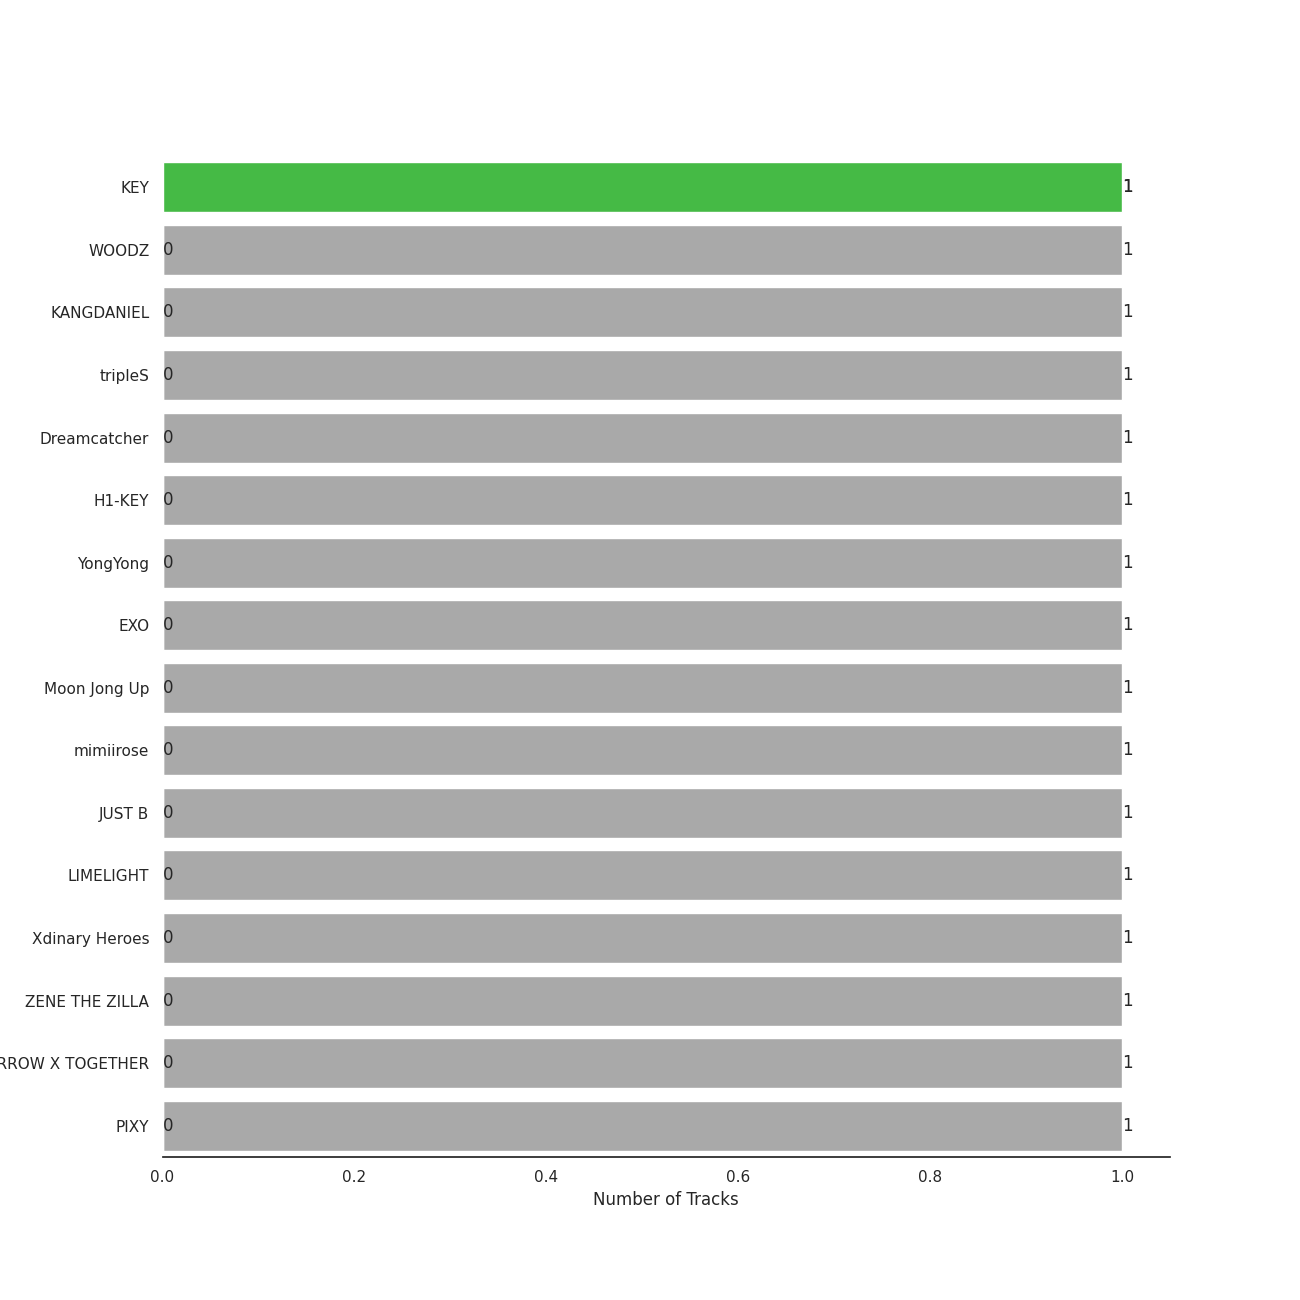 KEY 1
WOODZ 0 1
KANGDANIEL 0 1
tripleS 0 1
Dreamcatcher 0 1
H1-KEY 0 1
YongYong 0 1
EXO 0 1
Moon Jong Up 0 1
mimiirose 0 1
JUST B 0 1
LIMELIGHT 0 1
Xdinary Heroes 0 1
ZENE THE ZILLA 0 1
RROW X TOGETHER 0 1
PIXY 0 1
0.0 0.2 0.4 0.6 0.8 1.0
Number of Tracks